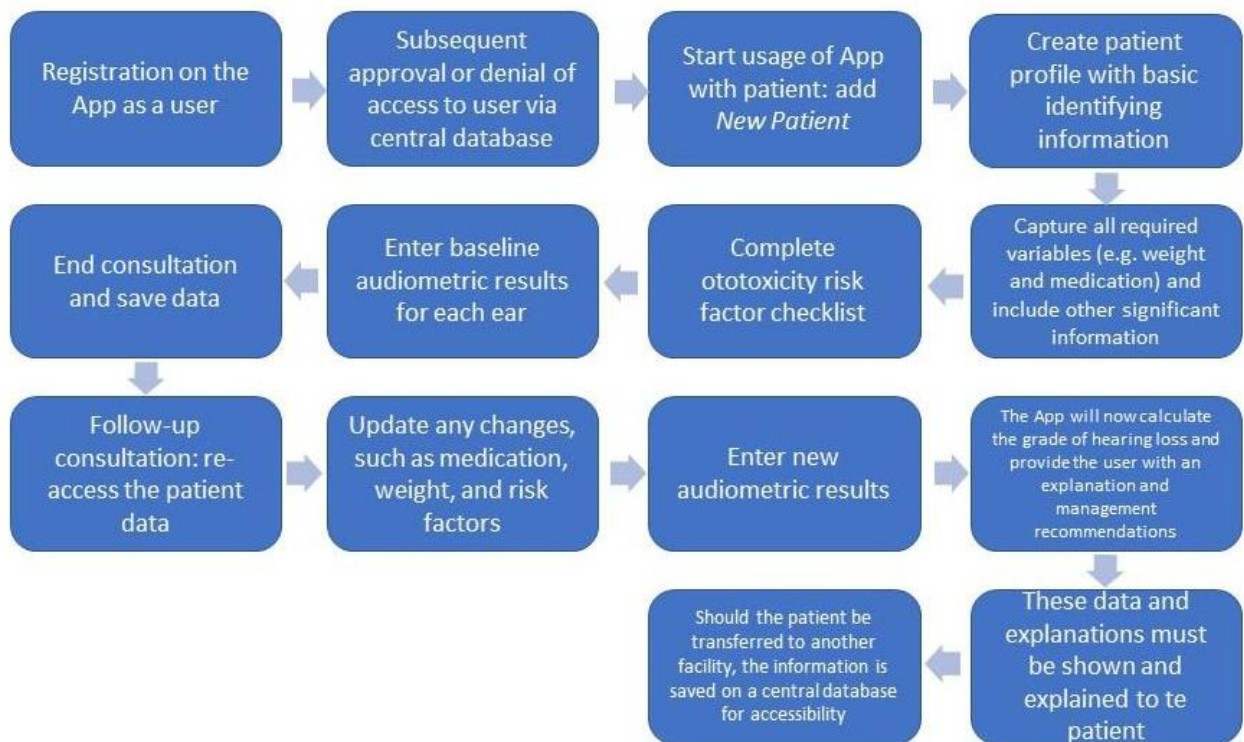 Registration on the
App as a user
Subsequent
approval or denial of
access to user via
central database
Start usage of App
with patient: add
New Patient
Create patient
profile with basic
identifying
information
Capture all required
variables (e.g. weight
and medication) and
include other significant
information
Complete
ototoxicity risk
factor checklist
Enter baseline
audiometric results
for each ear
End consultation
and save data
Follow-up
consultation: re-
access the patient
data
Update any changes,
such as medication,
weight, and risk
factors
Enter new
audiometric results
The App will now calculate
the grade of hearing loss and
provide the user with an
explanation and
management
recommendations
These data and
explanations must
be shown and
explained to te
patient
Should the patient be
transferred to another
facility, the information is
saved on a central database
for accessibility